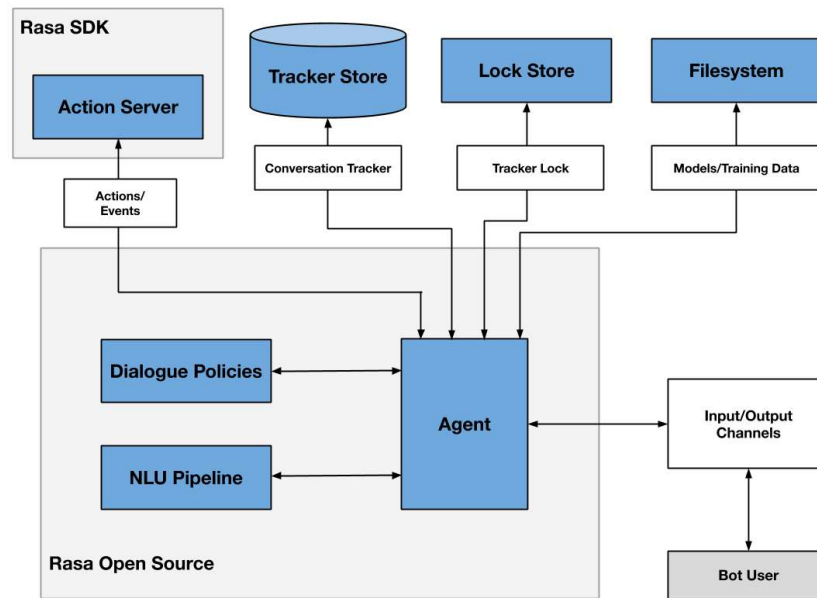 Rasa SDK
Action Server
Tracker Store
Lock Store
Filesystem
Conversation Tracker
Tracker Lock
Models/Training Data
Actions/
Events
Dialogue Policies
Agent
NLU Pipeline
Input/Output
Channels
Rasa Open Source
Bot User